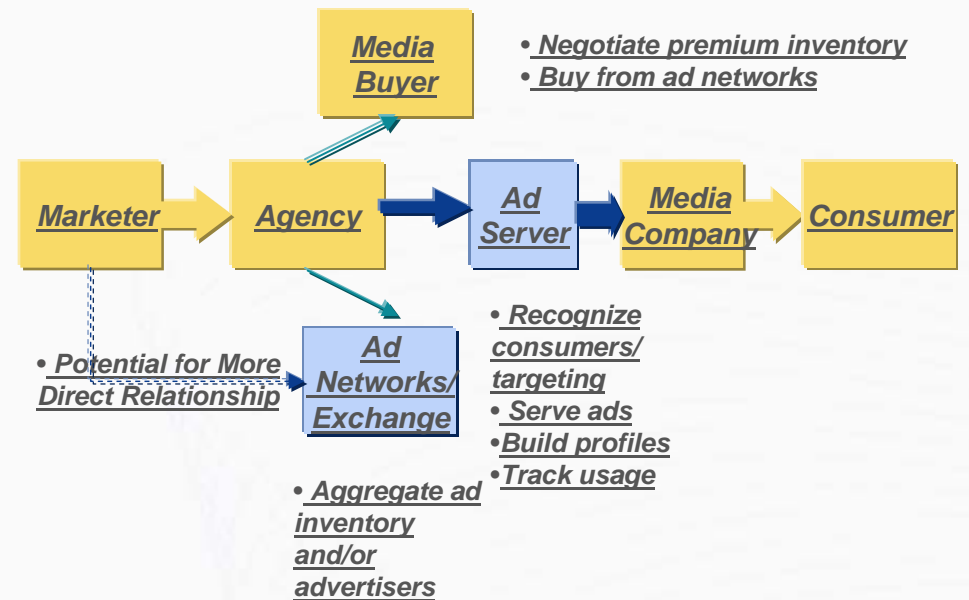 Media
Buyer
• Negotiate premium inventory
• Buy from ad networks
Marketer
Agency
Ad
Server
Media
Company
Consumer
• Potential for More
Direct Relationship
Ad
Networks/
Exchange
• Recognize
consumers/
targeting
• Serve ads
•Build profiles
•Track usage
• Aggregate ad
inventory
and/or
advertisers